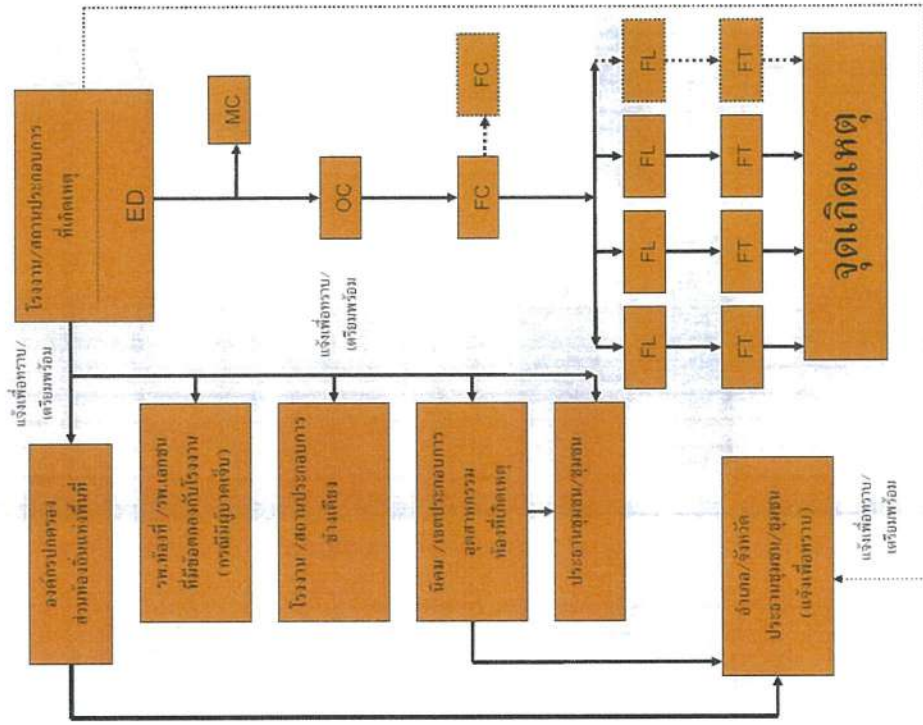 โรงงาน/สถานประกอบการ
ที่เกิดเหตุ
ED
MC
OC
FC
FC
FL
FL
FL
FL
FT
FT
FT
FT
จุดเกิดเหตุ
แจ้งเพื่อทราบ/
เตรียมพร้อม
แจ้งเพื่อทราบ/
เตรียมพร้อม
องค์กรปกครอง
ส่วนท้องถิ่นแห่งพื้นที่
รพ.ท้องที่ /รพ.เอกชน
ที่มีข้อตกลงกับโรงงาน
(กรณีมีผู้บาดเจ็บ)
โรงงาน /สถานประกอบการ
ข้างเคียง
นิคม /เขตประกอบการ
อุตสาหกรรม
ท้องที่เกิดเหตุ
ประธานชุมชน/ชุมชน
อำเภอ/จังหวัด
ประธานชุมชน/ชุมชน
(แจ้งเพื่อทราบ)
แจ้งเพื่อทราบ/
เตรียมพร้อม